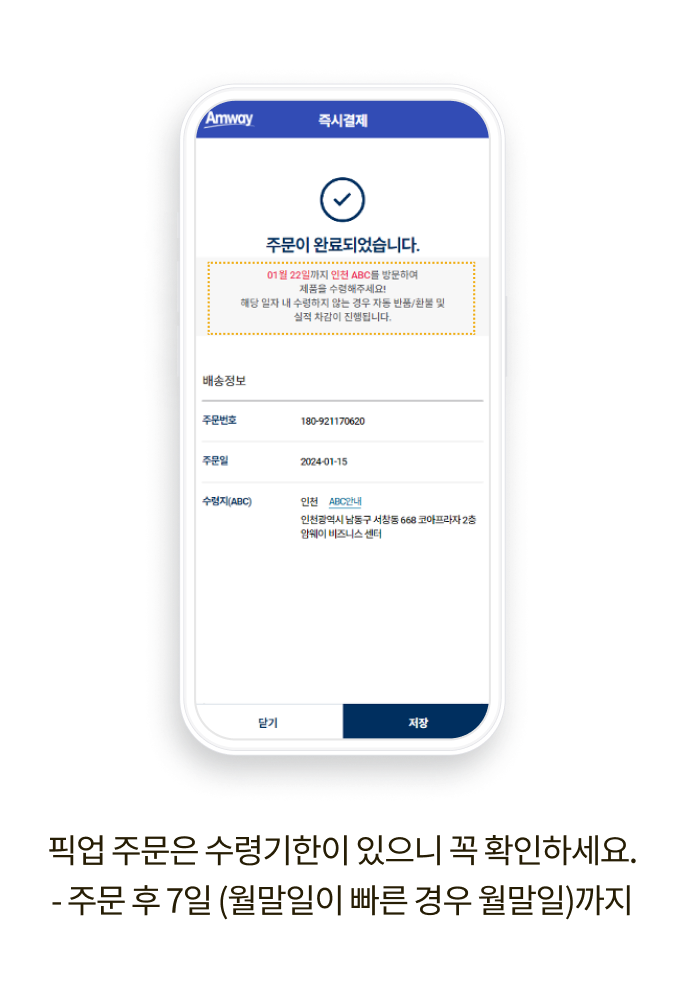 Amway
즉시결제
주문이 완료되었습니다.
01월 22일까지 인천 ABC를 방문하여
제품을 수령해주세요!
해당 일자 내 수령하지 않는 경우 자동 반품/환불 및
실적 차감이 진행됩니다.
배송정보
주문번호 180-921170620
주문일 2024-01-15
수령지(ABC) 인천 ABC안내
인천광역시 남동구 서창동 668 코아프라자 2층
암웨이 비즈니스 센터
닫기 저장
픽업 주문은 수령기한이 있으니 꼭 확인하세요.
- 주문 후 7일 (월말일이 빠른 경우 월말일)까지